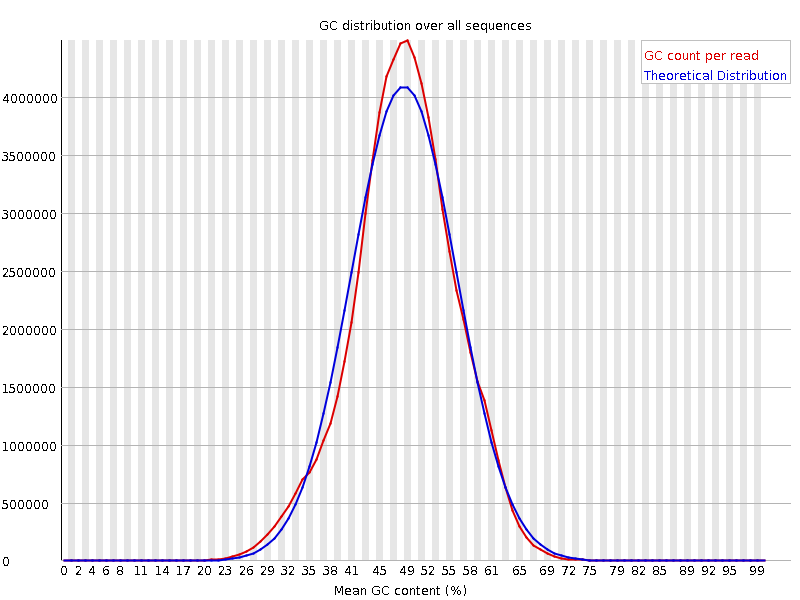 GC distribution over all sequences
GC count per read
Theoretical Distribution
4000000
3500000
3000000
2500000
2000000
1500000
1000000
500000
0
0 2 4 6 8 11 14 17 20 23 26 29 32 35 38 41 45 49 52 55 58 61 65 69 72 75 79 82 85 89 92 95 99
Mean GC content (%)